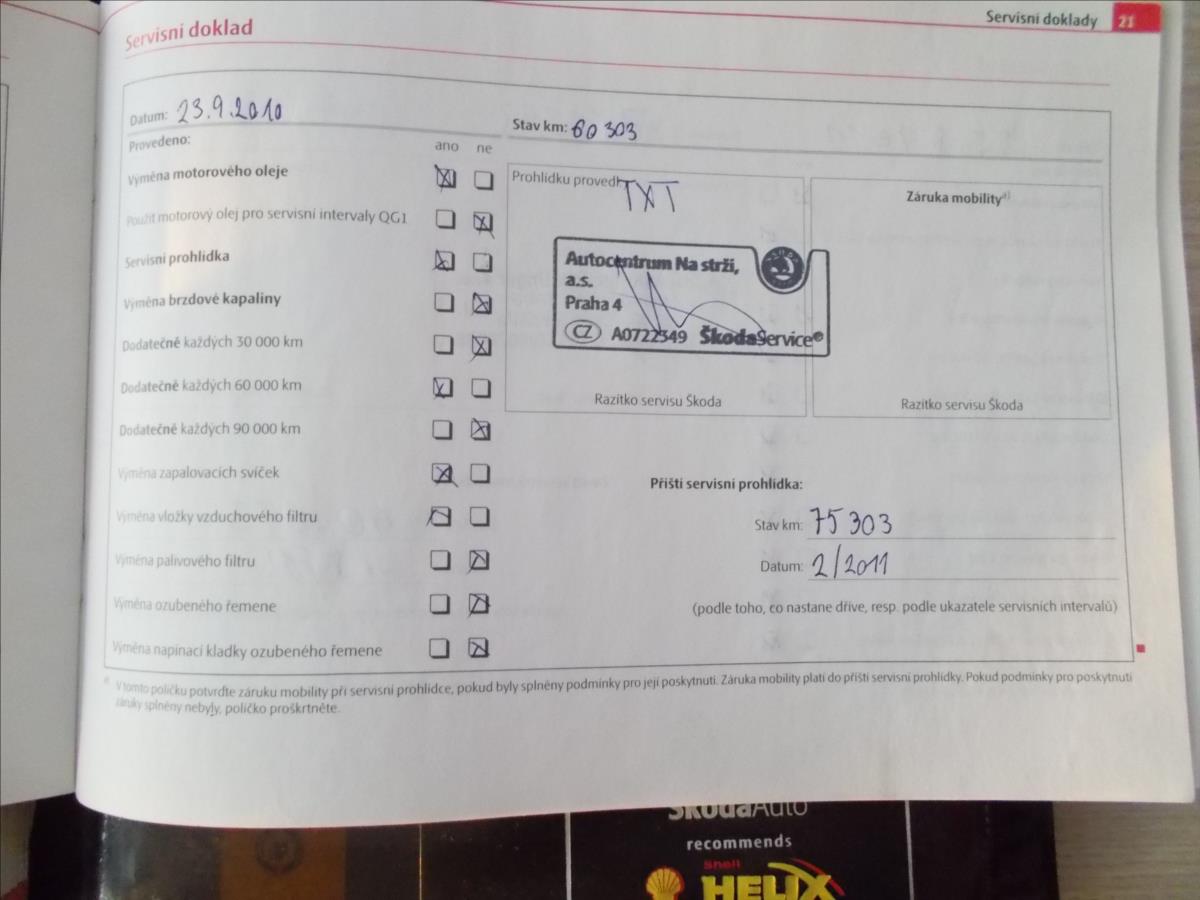 Servisní doklady 21
Servisní doklad
Datum: 23.9.2010
Stav km: 60 303
Provedeno:
ano ne
Výměna motorového oleje
Použit motorový olej pro servisní intervaly QG1
Servisní prohlídka
Výměna brzdové kapaliny
Dodatečně každých 30 000 km
Dodatečně každých 60 000 km
Dodatečně každých 90 000 km
Výměna zapalovacích svíček
Výměna vložky vzduchového filtru
Výměna palivového filtru
Výměna ozubeného řemene
Výměna napínací kladky ozubeného řemene
Prohlídku provedl:
TXT
Autocentrum Na strži,
a.s.
Praha 4
CZ A0722349 ŠkodaService®
Razítko servisu Škoda
Záruka mobility a)
Razítko servisu Škoda
Příští servisní prohlídka:
Stav km: 75 303
Datum: 2/2011
(podle toho, co nastane dříve, resp. podle ukazatele servisních intervalů)
a) V tomto políčku potvrďte záruku mobility při servisní prohlídce, pokud byly splněny podmínky pro její poskytnutí. Záruka mobility platí do příští servisní prohlídky. Pokud podmínky pro poskytnutí
záruky splněny nebyly, políčko proškrtněte.
ŠkodaAuto
recommends
Shell
HELIX